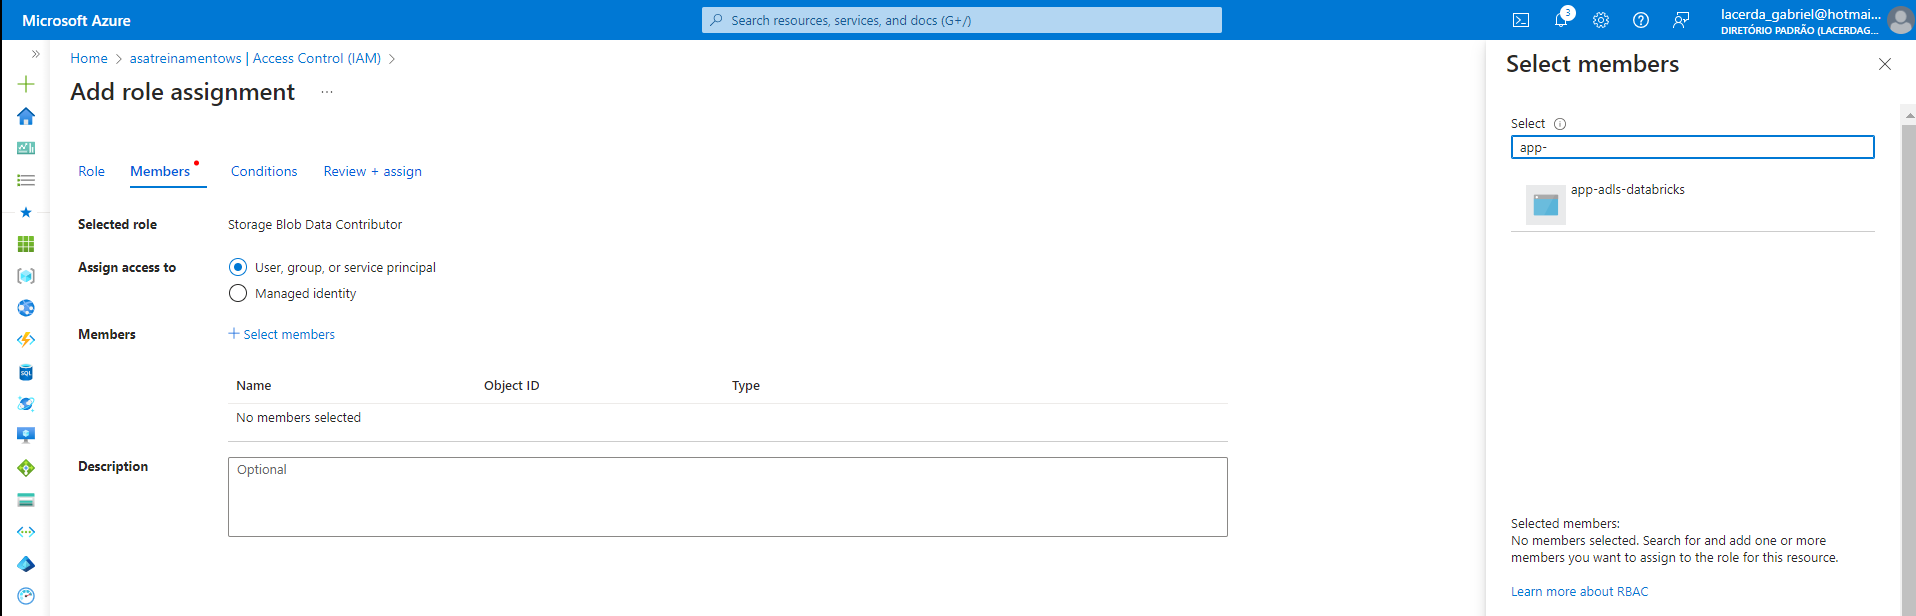 Microsoft Azure
Search resources, services, and docs (G+/)
3
lacerda_gabriel@hotmai...
DIRETÓRIO PADRÃO (LACERDAG...
Home > asatreinamentows | Access Control (IAM) >
Add role assignment ...
Role Members Conditions Review + assign
Selected role Storage Blob Data Contributor
Assign access to User, group, or service principal
Managed identity
Members + Select members
Name Object ID Type
No members selected
Description Optional
Select members
Select
app-
app-adls-databricks
Selected members:
No members selected. Search for and add one or more
members you want to assign to the role for this resource.
Learn more about RBAC
SQL